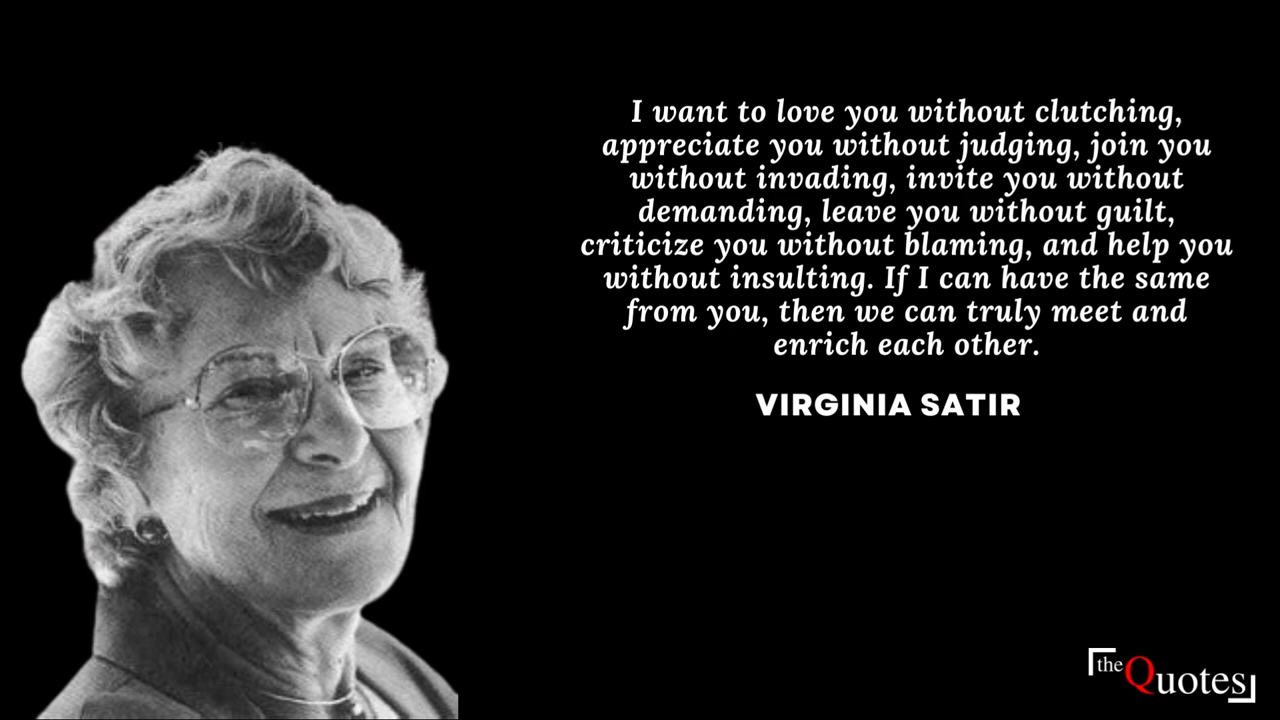 I want to love you without clutching,
appreciate you without judging, join you
without invading, invite you without
demanding, leave you without guilt,
criticize you without blaming, and help you
without insulting. If I can have the same
from you, then we can truly meet and
enrich each other.
VIRGINIA SATIR
the Quotes